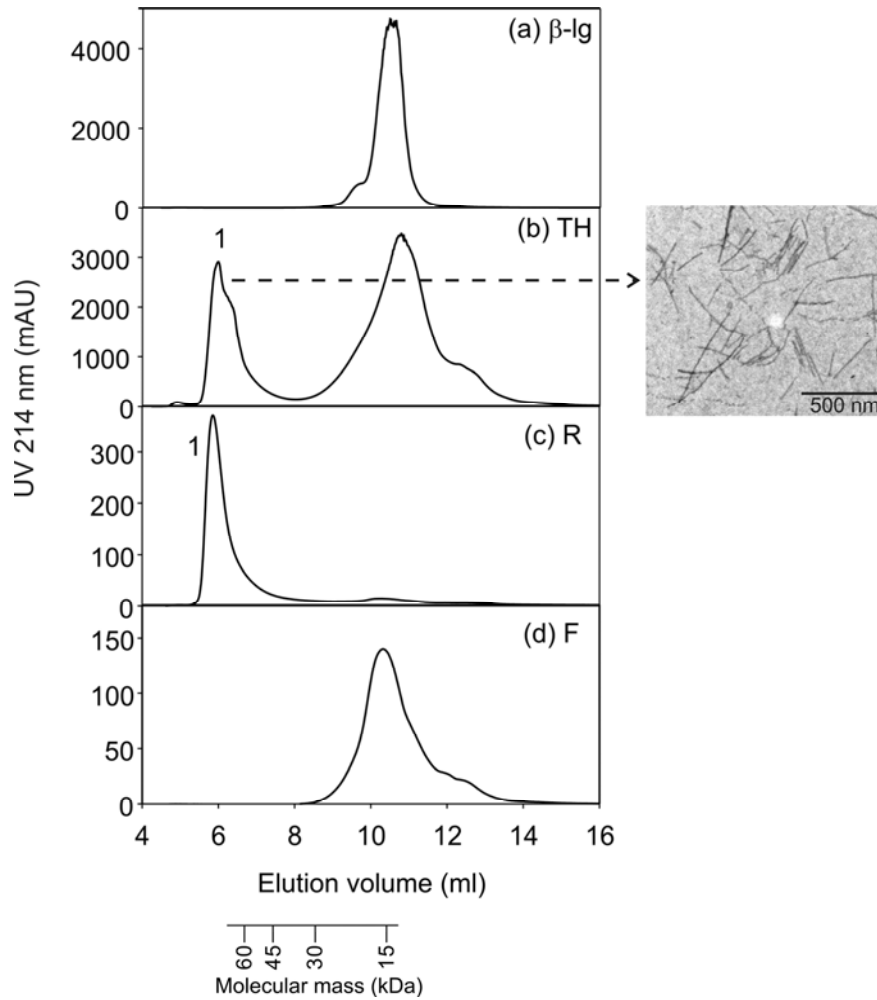 (a) β-lg
4000
2000
0
(b) TH
1
3000
2000
1000
0
500 nm
(c) R
1
300
200
100
0
(d) F
150
100
50
0
UV 214 nm (mAU)
4 6 8 10 12 14 16
Elution volume (ml)
60 45 30 15
Molecular mass (kDa)